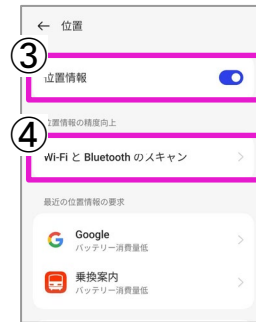 ← 位置
③
位置情報
位置情報の精度向上
④
Wi-Fi と Bluetooth のスキャン
最近の位置情報の要求
Google
バッテリー消費量低
乗換案内
バッテリー消費量低